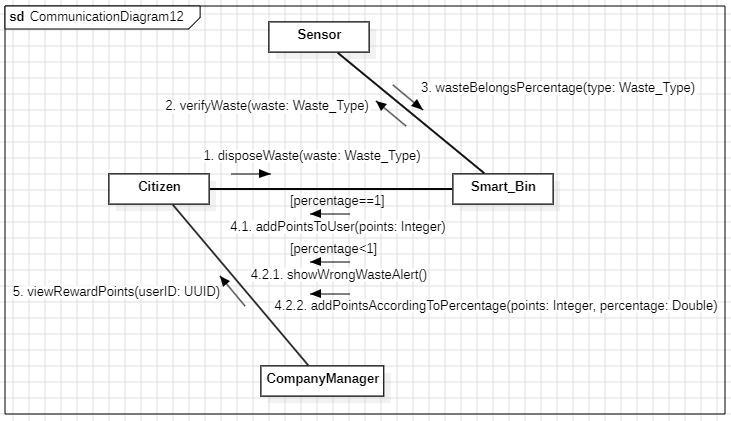 sd CommunicationDiagram12
Sensor
3. wasteBelongsPercentage(type: Waste_Type)
2. verifyWaste(waste: Waste_Type)
1. disposeWaste(waste: Waste_Type)
Citizen
Smart_Bin
[percentage==1]
4.1. addPointsToUser(points: Integer)
[percentage<1]
4.2.1. showWrongWasteAlert()
5. viewRewardPoints(userID: UUID)
4.2.2. addPointsAccordingToPercentage(points: Integer, percentage: Double)
CompanyManager